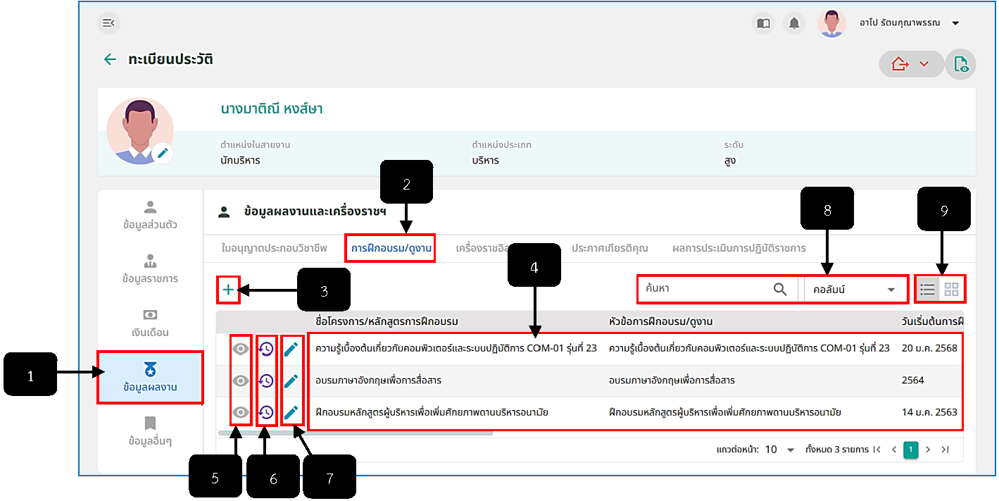 อาโป รัตนกุณาพรรณ
ทะเบียนประวัติ
นางมาติณี หงส์ษา
ตำแหน่งในสายงาน ตำแหน่งประเภท ระดับ
นักบริหาร บริหาร สูง
2
8 9
ข้อมูลส่วนตัว
ข้อมูลผลงานและเครื่องราชฯ
ใบอนุญาตประกอบวิชาชีพ การฝึกอบรม/ดูงาน เครื่องราชอิส ประกาศเกียรติคุณ ผลการประเมินการปฏิบัติราชการ
4
ข้อมูลราชการ
+ 3 ค้นหา คอลัมน์
ชื่อโครงการ/หลักสูตรการฝึกอบรม หัวข้อการฝึกอบรม/ดูงาน วันเริ่มต้นการฝึ
เงินเดือน
ความรู้เบื้องต้นเกี่ยวกับคอมพิวเตอร์และระบบปฏิบัติการ COM-01 รุ่นที่ 23 ความรู้เบื้องต้นเกี่ยวกับคอมพิวเตอร์และระบบปฏิบัติการ COM-01 รุ่นที่ 23 20 ม.ค. 2568
1
ข้อมูลผลงาน
อบรมภาษาอังกฤษเพื่อการสื่อสาร อบรมภาษาอังกฤษเพื่อการสื่อสาร 2564
ฝึกอบรมหลักสูตรผู้บริหารเพื่อเพิ่มศักยภาพดานบริหารอนามัย ฝึกอบรมหลักสูตรผู้บริหารเพื่อเพิ่มศักยภาพดานบริหารอนามัย 14 ม.ค. 2563
ข้อมูลอื่นๆ
แถวต่อหน้า: 10 ทั้งหมด 3 รายการ 1
5 6 7